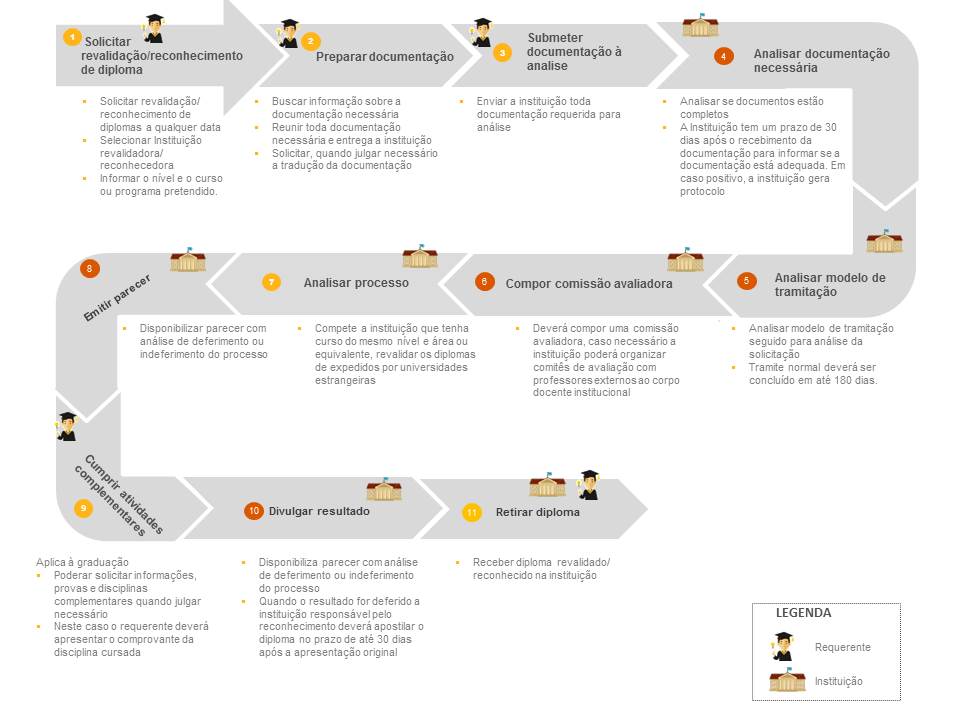 1
Solicitar
revalidação/reconhecimento
de diploma
▪ Solicitar revalidação/
reconhecimento de
diplomas a qualquer data
▪ Selecionar Instituição
revalidadora/
reconhecedora
▪ Informar o nível e o curso
ou programa pretendido.
2
Preparar documentação
▪ Buscar informação sobre a
documentação necessária
▪ Reunir toda documentação
necessária e entrega a instituição
▪ Solicitar, quando julgar necessário
a tradução da documentação
3
Submeter
documentação à
analise
▪ Enviar a instituição toda
documentação requerida para
análise
4
Analisar documentação
necessária
▪ Analisar se documentos estão
completos
▪ A Instituição tem um prazo de 30
dias após o recebimento da
documentação para informar se a
documentação está adequada. Em
caso positivo, a instituição gera
protocolo
5
Analisar modelo de
tramitação
▪ Analisar modelo de tramitação
seguido para análise da
solicitação
▪ Tramite normal deverá ser
concluído em até 180 dias.
6
Compor comissão avaliadora
▪ Deverá compor uma comissão
avaliadora, caso necessário a
instituição poderá organizar
comitês de avaliação com
professores externos ao corpo
docente institucional
7
Analisar processo
▪ Compete a instituição que tenha
curso do mesmo nível e área ou
equivalente, revalidar os diplomas
de expedidos por universidades
estrangeiras
8
Emitir parecer
▪ Disponibilizar parecer com
análise de deferimento ou
indeferimento do processo
9
Cumprir atividades
complementares
Aplica à graduação
▪ Poderar solicitar informações,
provas e disciplinas
complementares quando julgar
necessário
▪ Neste caso o requerente deverá
apresentar o comprovante da
disciplina cursada
10
Divulgar resultado
▪ Disponibiliza parecer com análise
de deferimento ou indeferimento
do processo
▪ Quando o resultado for deferido a
instituição responsável pelo
reconhecimento deverá apostilar o
diploma no prazo de até 30 dias
após a apresentação original
11
Retirar diploma
▪ Receber diploma revalidado/
reconhecido na instituição
LEGENDA
Requerente
Instituição